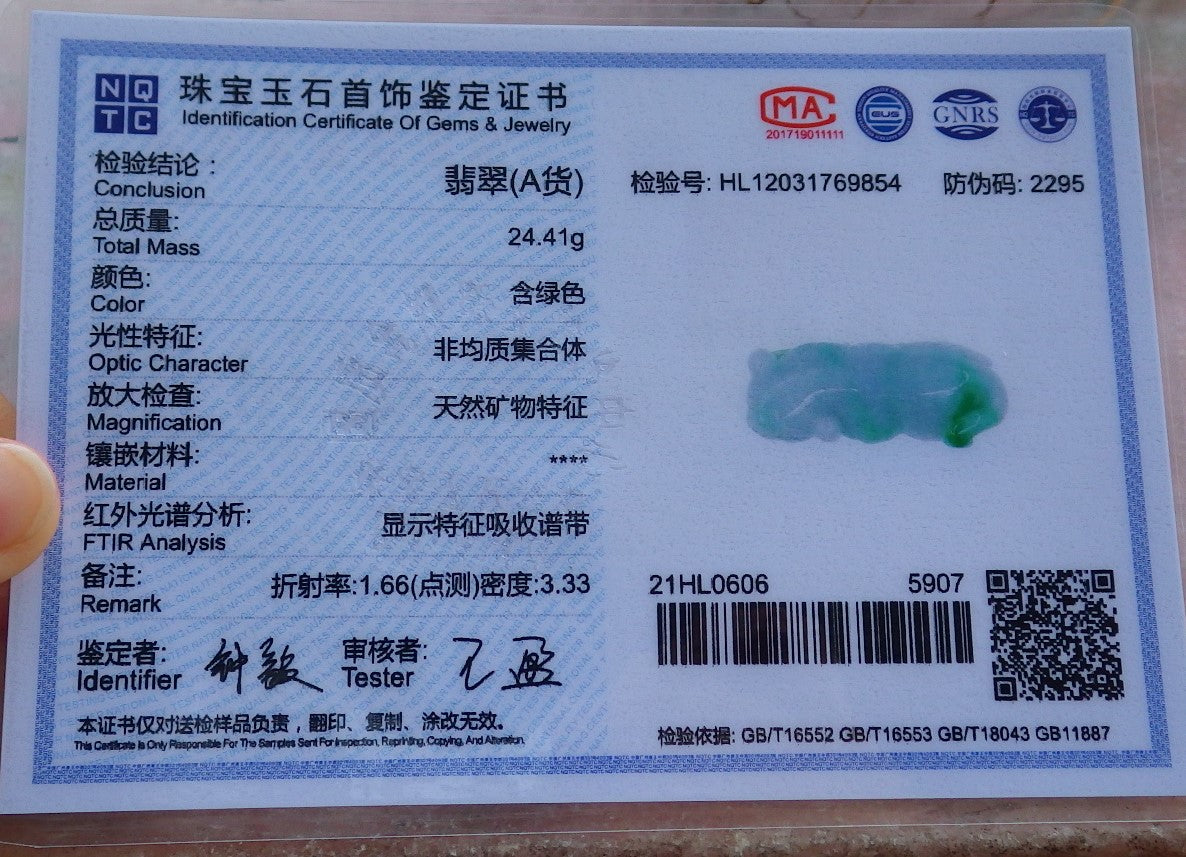 NQTC
珠宝玉石首饰鉴定证书
Identification Certificate Of Gems & Jewelry
MA
201719011111
GNRS
检验结论:
Conclusion
翡翠(A货)
检验号: HL12031769854
防伪码: 2295
总质量:
Total Mass
24.41g
颜色:
Color
含绿色
光性特征:
Optic Character
非均质集合体
放大检查:
Magnification
天然矿物特征
镶嵌材料:
Material
****
红外光谱分析:
FTIR Analysis
显示特征吸收谱带
备注:
Remark
折射率:1.66(点测)密度:3.33
鉴定者:
Identifier
审核者:
Tester
本证书仅对送检样品负责，翻印、复制、涂改无效。
This Certificate is Only Responsible For The Samples Sent For Inspection, Reprinting, Copying, And Alteration.
21HL0606
5907
检验依据: GB/T16552 GB/T16553 GB/T18043 GB11887